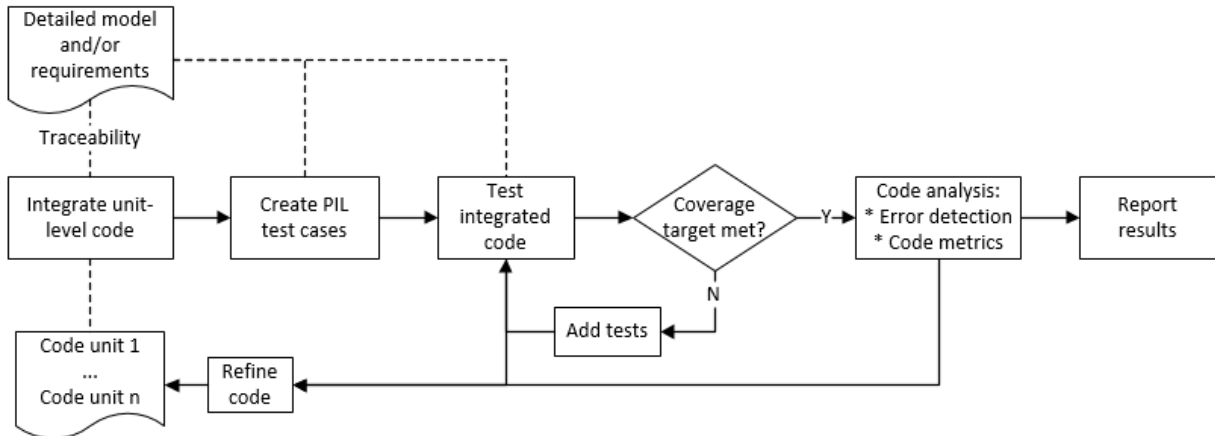 Detailed model
and/or
requirements
Traceability
Integrate unit-
level code
Create PIL
test cases
Test
integrated
code
Coverage
target met?
Y
Code analysis:
* Error detection
* Code metrics
Report
results
N
Add tests
Code unit 1
...
Code unit n
Refine
code